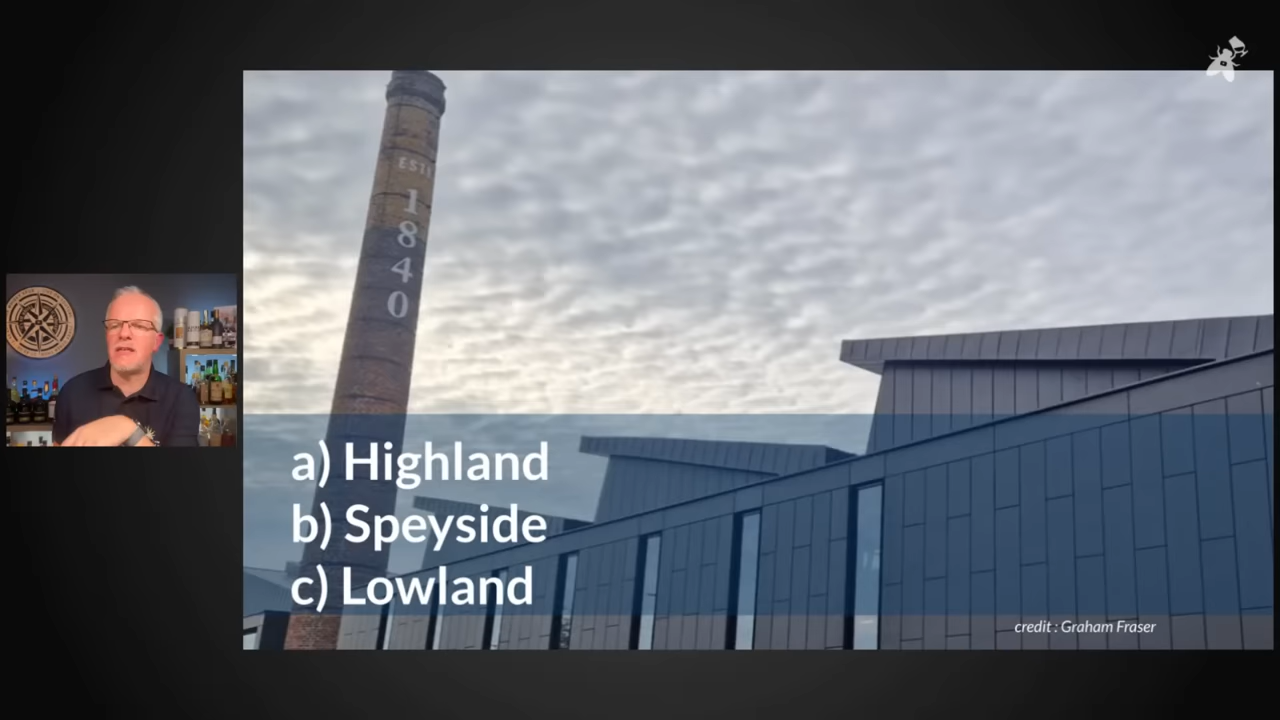 ESTD
1840
a) Highland
b) Speyside
c) Lowland
credit : Graham Fraser